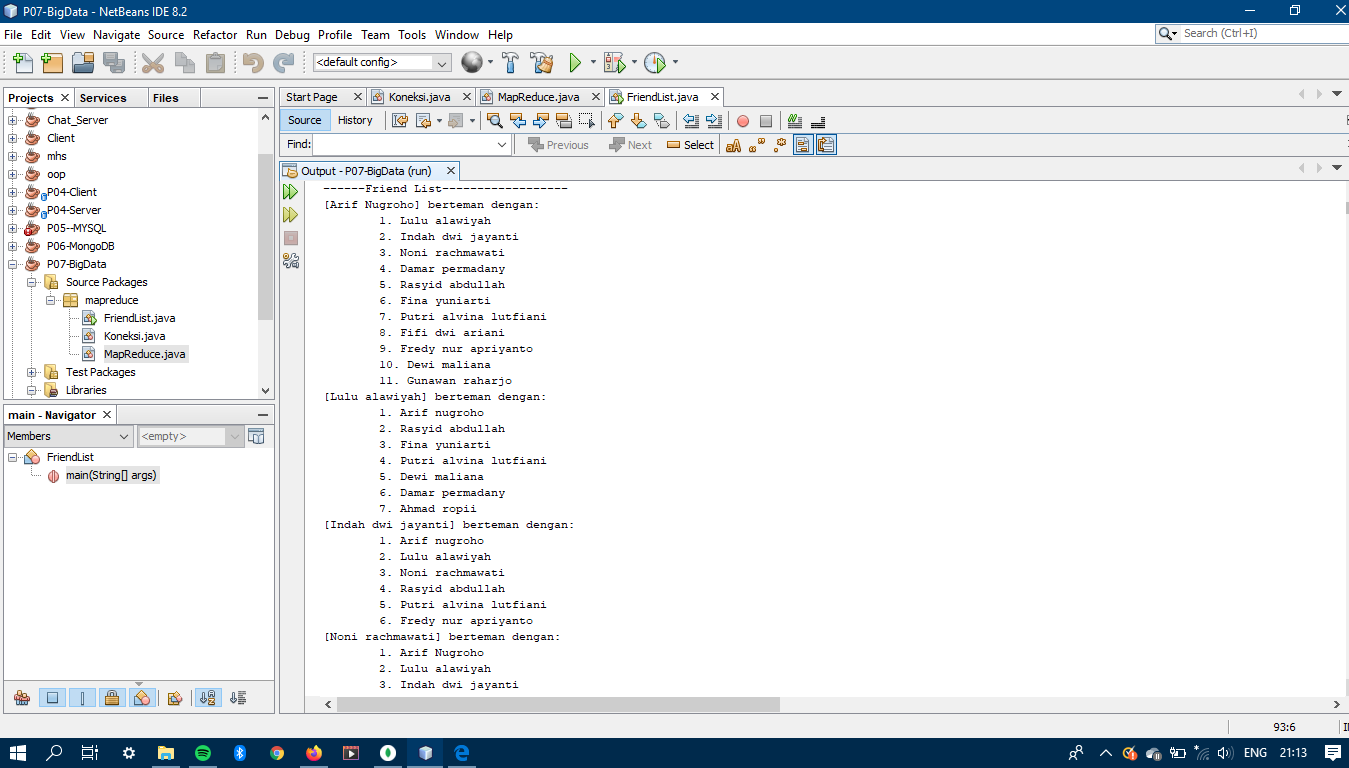 P07-BigData - NetBeans IDE 8.2
File Edit View Navigate Source Refactor Run Debug Profile Team Tools Window Help
Search (Ctrl+I)
<default config>
Projects Services Files
Chat_Server
Client
mhs
oop
P04-Client
P04-Server
P05--MYSQL
P06-MongoDB
P07-BigData
Source Packages
mapreduce
FriendList.java
Koneksi.java
MapReduce.java
Test Packages
Libraries
main - Navigator
Members <empty>
FriendList
main(String[] args)
Start Page Koneksi.java MapReduce.java FriendList.java
Source History
Find: Previous Next Select
Output - P07-BigData (run)
------Friend List------------------
[Arif Nugroho] berteman dengan:
1. Lulu alawiyah
2. Indah dwi jayanti
3. Noni rachmawati
4. Damar permadany
5. Rasyid abdullah
6. Fina yuniarti
7. Putri alvina lutfiani
8. Fifi dwi ariani
9. Fredy nur apriyanto
10. Dewi maliana
11. Gunawan raharjo
[Lulu alawiyah] berteman dengan:
1. Arif nugroho
2. Rasyid abdullah
3. Fina yuniarti
4. Putri alvina lutfiani
5. Dewi maliana
6. Damar permadany
7. Ahmad ropii
[Indah dwi jayanti] berteman dengan:
1. Arif nugroho
2. Lulu alawiyah
3. Noni rachmawati
4. Rasyid abdullah
5. Putri alvina lutfiani
6. Fredy nur apriyanto
[Noni rachmawati] berteman dengan:
1. Arif Nugroho
2. Lulu alawiyah
3. Indah dwi jayanti
93:6
ENG 21:13